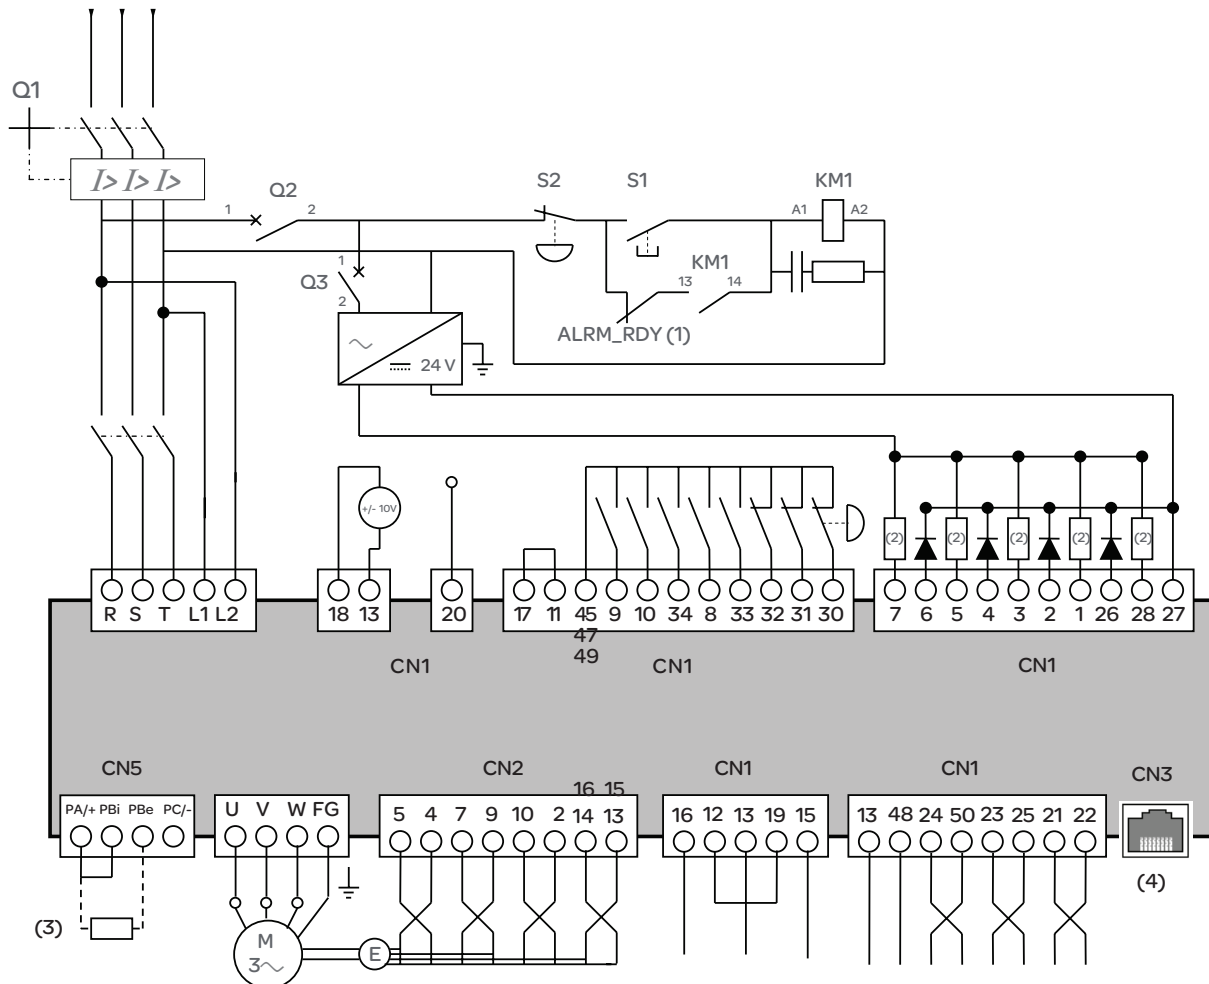 Q1
I> I> I>
1 Q2 2
S2 S1 KM1
A1 A2
Q3 1 2
KM1
13 14
ALRM_RDY (1)
24 V
+/- 10V
(2) (2) (2) (2) (2)
R S T L1 L2
18 13
20
17 11 45 9 10 34 8 33 32 31 30
47
49
7 6 5 4 3 2 1 26 28 27
CN1 CN1 CN1
CN5 CN2 CN1 CN1 CN3
PA/+ PBi PBe PC/-
U V W FG
16 15
5 4 7 9 10 2 14 13
16 12 13 19 15
13 48 24 50 23 25 21 22
(4)
(3)
M
3~
E